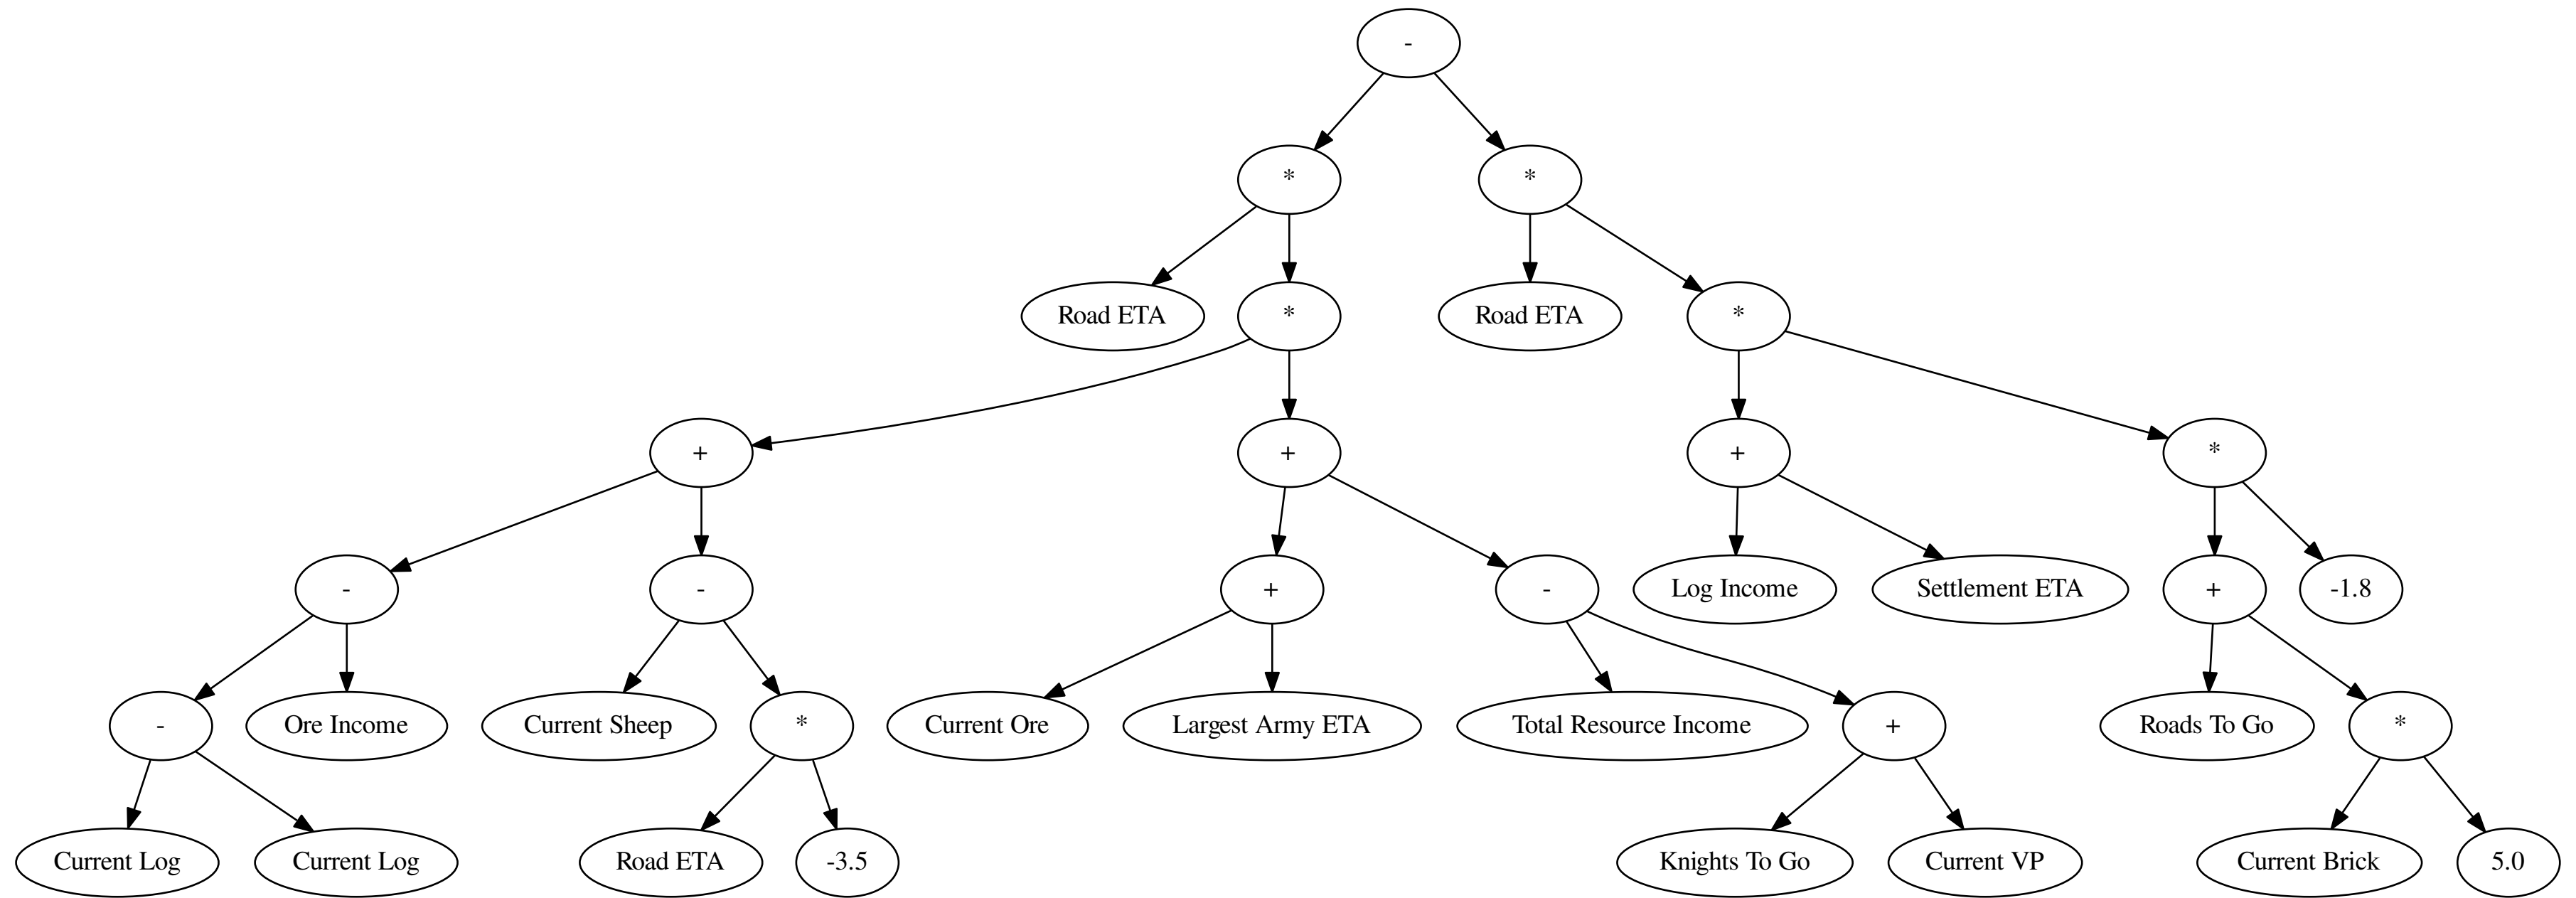 -
*
*
Road ETA
*
Road ETA
*
+
+
+
*
-
-
+
-
Log Income
Settlement ETA
+
-1.8
-
Ore Income
Current Sheep
*
Current Ore
Largest Army ETA
Total Resource Income
+
Roads To Go
*
Current Log
Current Log
Road ETA
-3.5
Knights To Go
Current VP
Current Brick
5.0